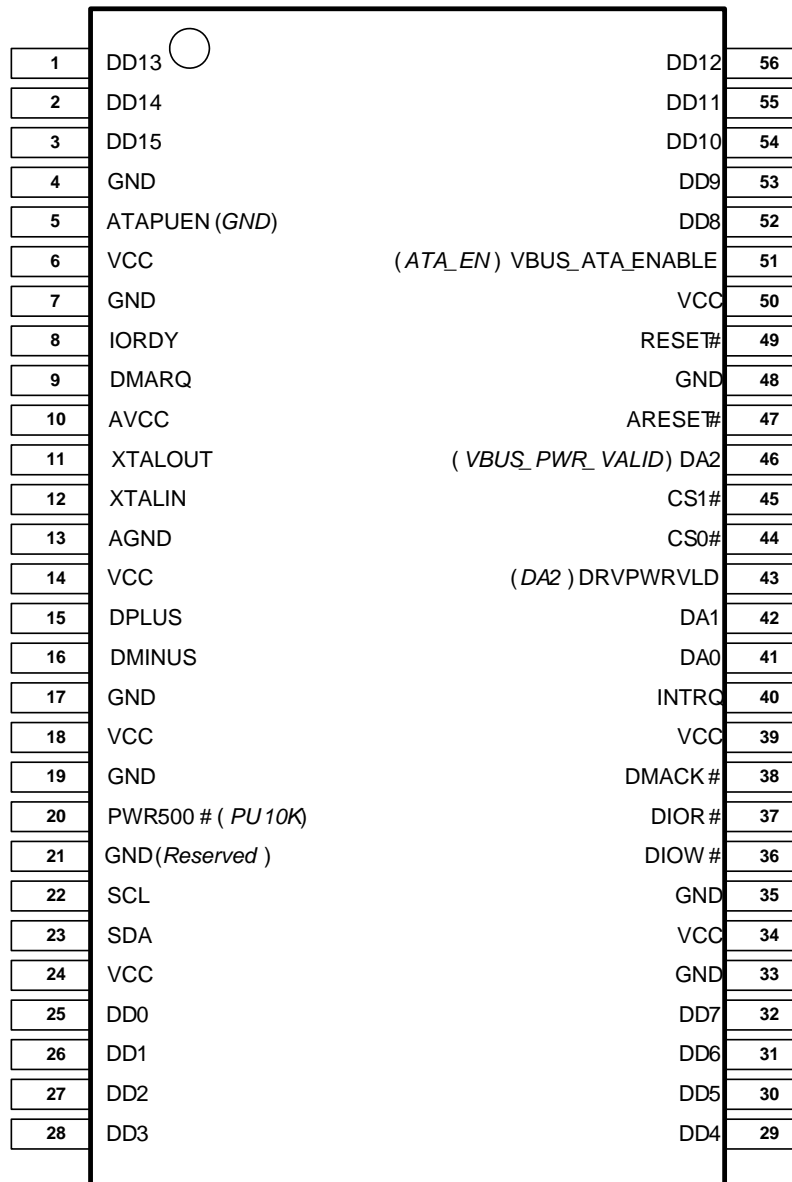 1 DD13 DD12 56
2 DD14 DD11 55
3 DD15 DD10 54
4 GND DD9 53
5 ATAPUEN (GND) DD8 52
6 VCC (ATA_EN) VBUS_ATA_ENABLE 51
7 GND VCC 50
8 IORDY RESET# 49
9 DMARQ GND 48
10 AVCC ARESET# 47
11 XTALOUT (VBUS_PWR_VALID) DA2 46
12 XTALIN CS1# 45
13 AGND CS0# 44
14 VCC (DA2) DRVPWRVLD 43
15 DPLUS DA1 42
16 DMINUS DA0 41
17 GND INTRQ 40
18 VCC VCC 39
19 GND DMACK# 38
20 PWR500# (PU10K) DIOR# 37
21 GND (Reserved) DIOW# 36
22 SCL GND 35
23 SDA VCC 34
24 VCC GND 33
25 DD0 DD7 32
26 DD1 DD6 31
27 DD2 DD5 30
28 DD3 DD4 29